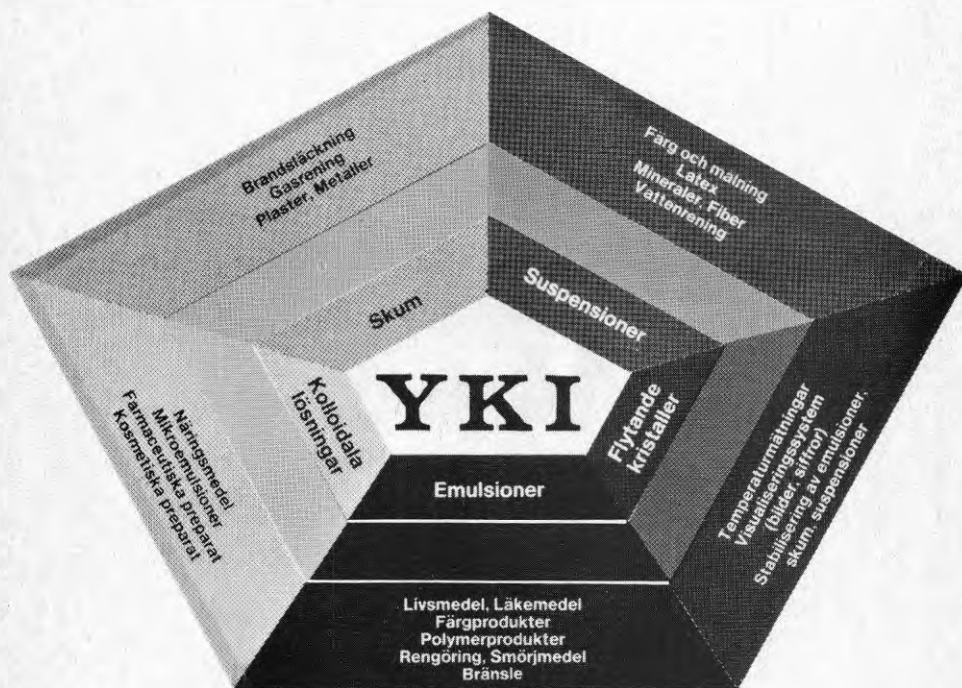 Brandsläckning
Gasrening
Plaster, Metaller
Skum
Färg och målning
Latex
Mineraler, Fiber
Vattenrening
Suspensioner
YKI
Kolloidala
lösningar
Näringsmedel
Mikroemulsioner
Farmaceutiska preparat
Kosmetiska preparat
Flytande
kristaller
Temperaturmätningar
Visualiseringssystem
(bilder, siffror)
Stabilisering av emulsioner,
skum, suspensioner
Emulsioner
Livsmedel, Läkemedel
Färgprodukter
Polymerprodukter
Rengöring, Smörjmedel
Bränsle